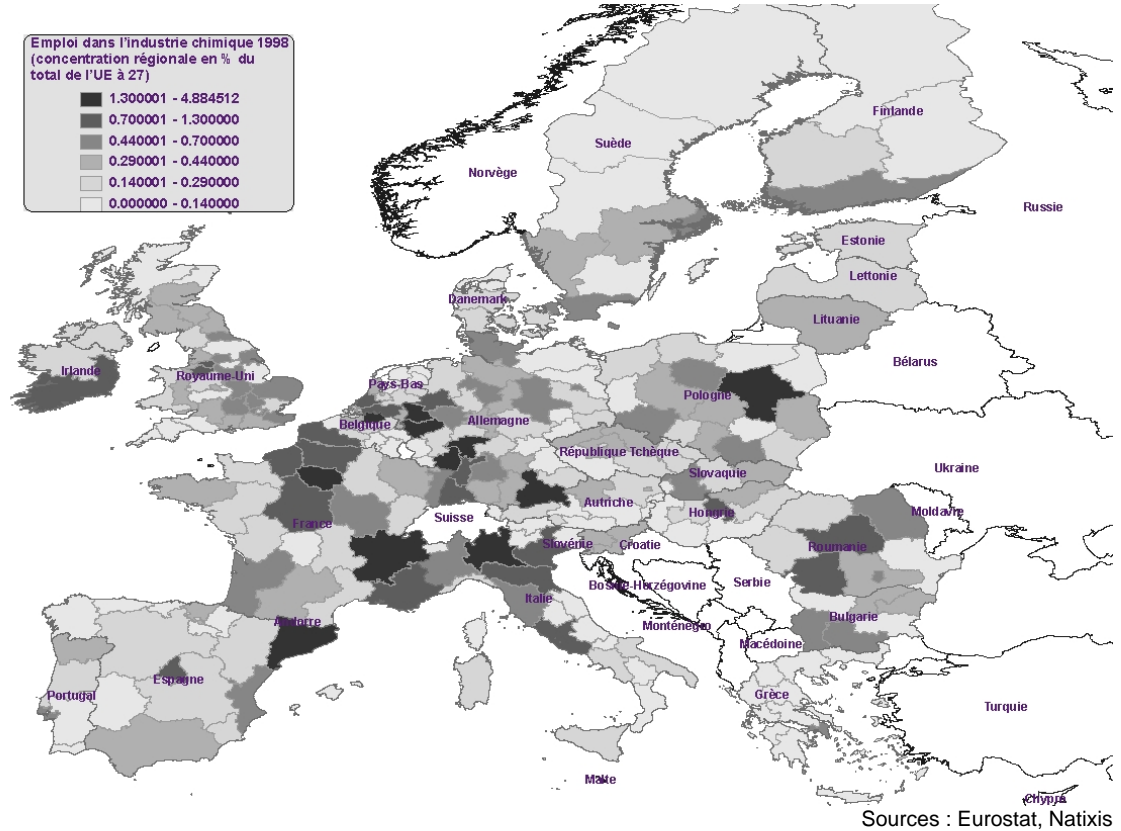 Emploi dans l'industrie chimique 1998
(concentration régionale en % du
total de l'UE à 27)
1.300001 - 4.884512
0.700001 - 1.300000
0.440001 - 0.700000
0.290001 - 0.440000
0.140001 - 0.290000
0.000000 - 0.140000
Finlande
Suède
Norvège
Russie
Estonie
Lettonie
Danemark
Lituanie
Bélarus
Irlande
Royaume-Uni
Pays-Bas
Pologne
Belgique
Allemagne
République Tchèque
Ukraine
Slovaquie
Autriche
Hongrie
Moldavie
Suisse
France
Slovénie
Croatie
Roumanie
Bosnie-Herzégovine
Serbie
Italie
Andorre
Monténégro
Bulgarie
Macédoine
Espagne
Portugal
Grèce
Turquie
Malte
Chypre
Sources : Eurostat, Natixis